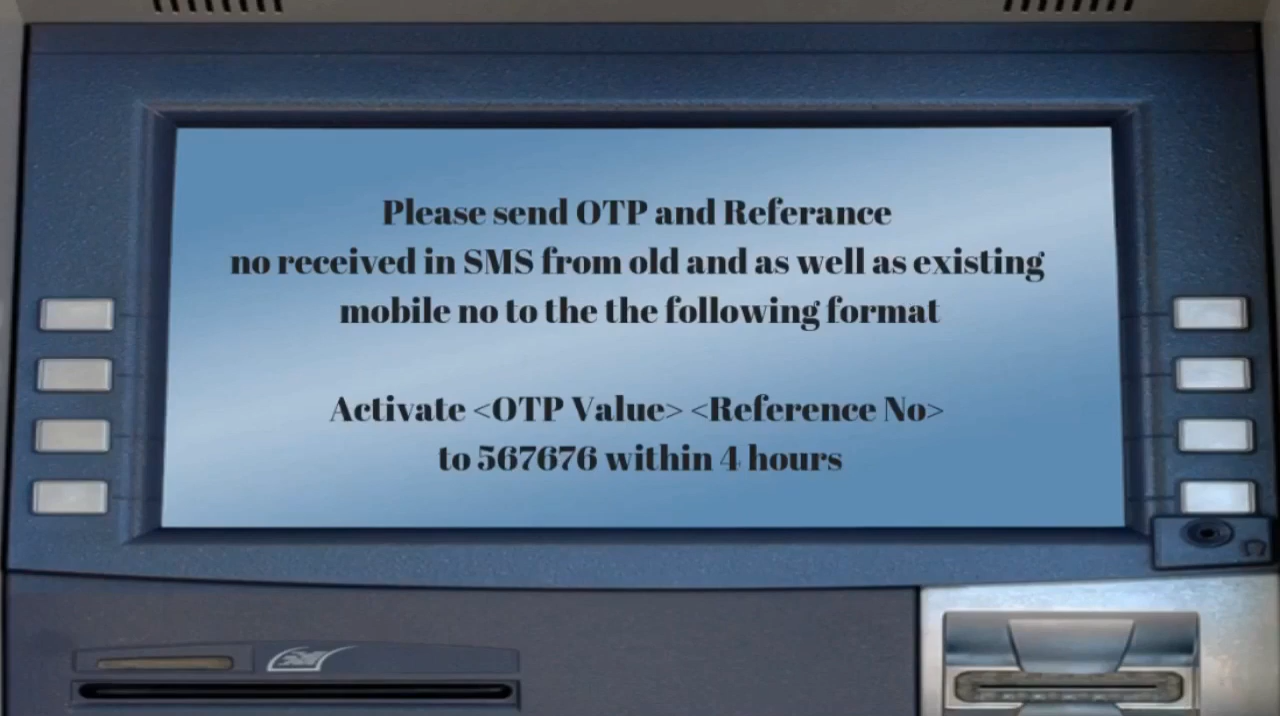 Please send OTP and Referance
no received in SMS from old and as well as existing
mobile no to the the following format
Activate <OTP Value> <Reference No>
to 567676 within 4 hours